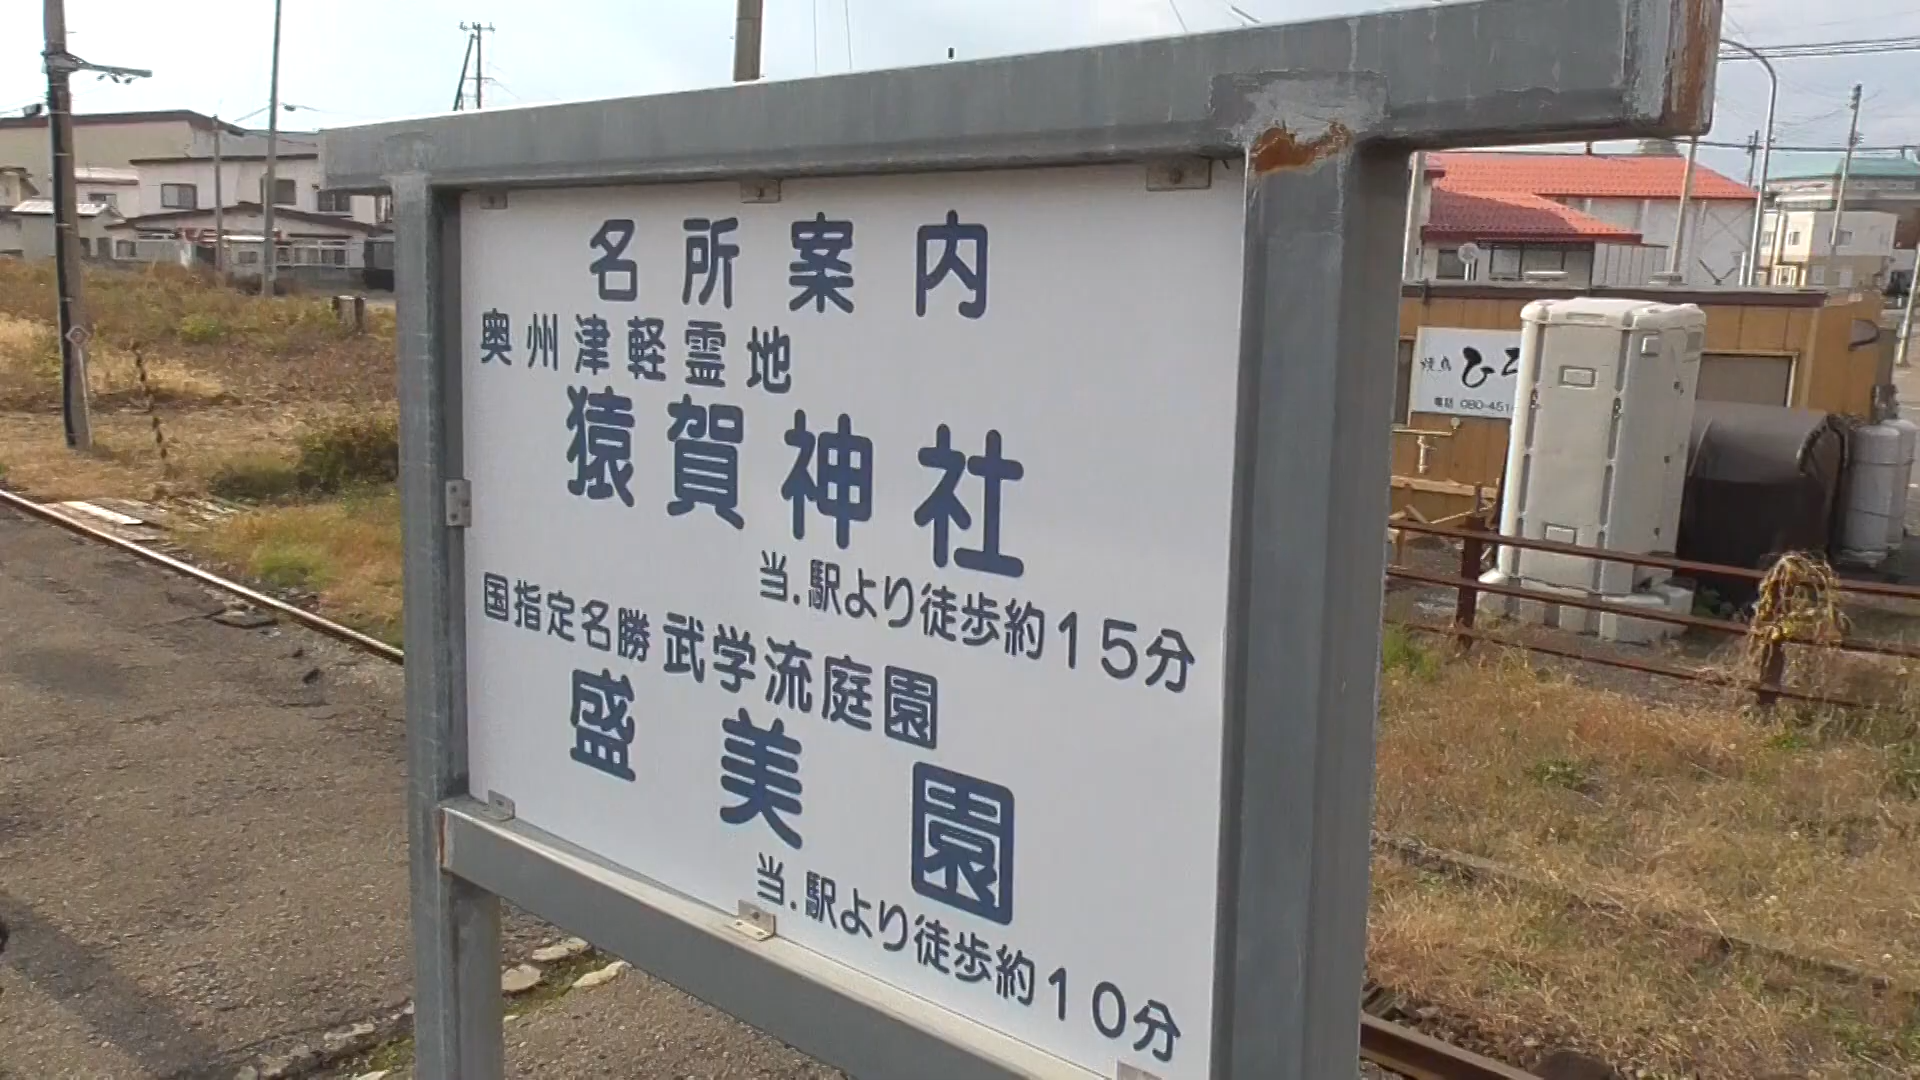 名所案内
奥州津軽霊地
猿賀神社
当.駅より徒歩約15分
国指定名勝 武学流庭園
盛美園
当.駅より徒歩約10分
ひろ
電話 080-451